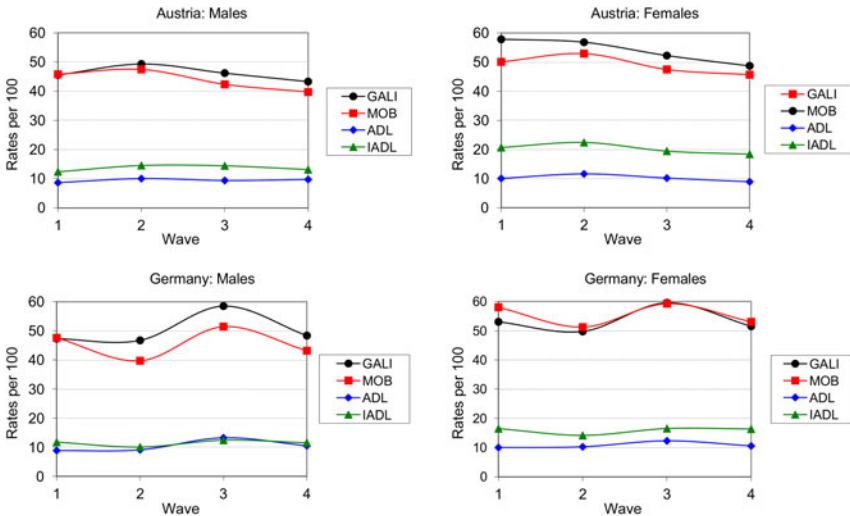 Austria: Males
60
50
40
30
20
10
0
Rates per 100
1 2 3 4
Wave
GALI
MOB
ADL
IADL
Austria: Females
60
50
40
30
20
10
0
Rates per 100
1 2 3 4
Wave
GALI
MOB
ADL
IADL
Germany: Males
60
50
40
30
20
10
0
Rates per 100
1 2 3 4
Wave
GALI
MOB
ADL
IADL
Germany: Females
60
50
40
30
20
10
0
Rates per 100
1 2 3 4
Wave
GALI
MOB
ADL
IADL